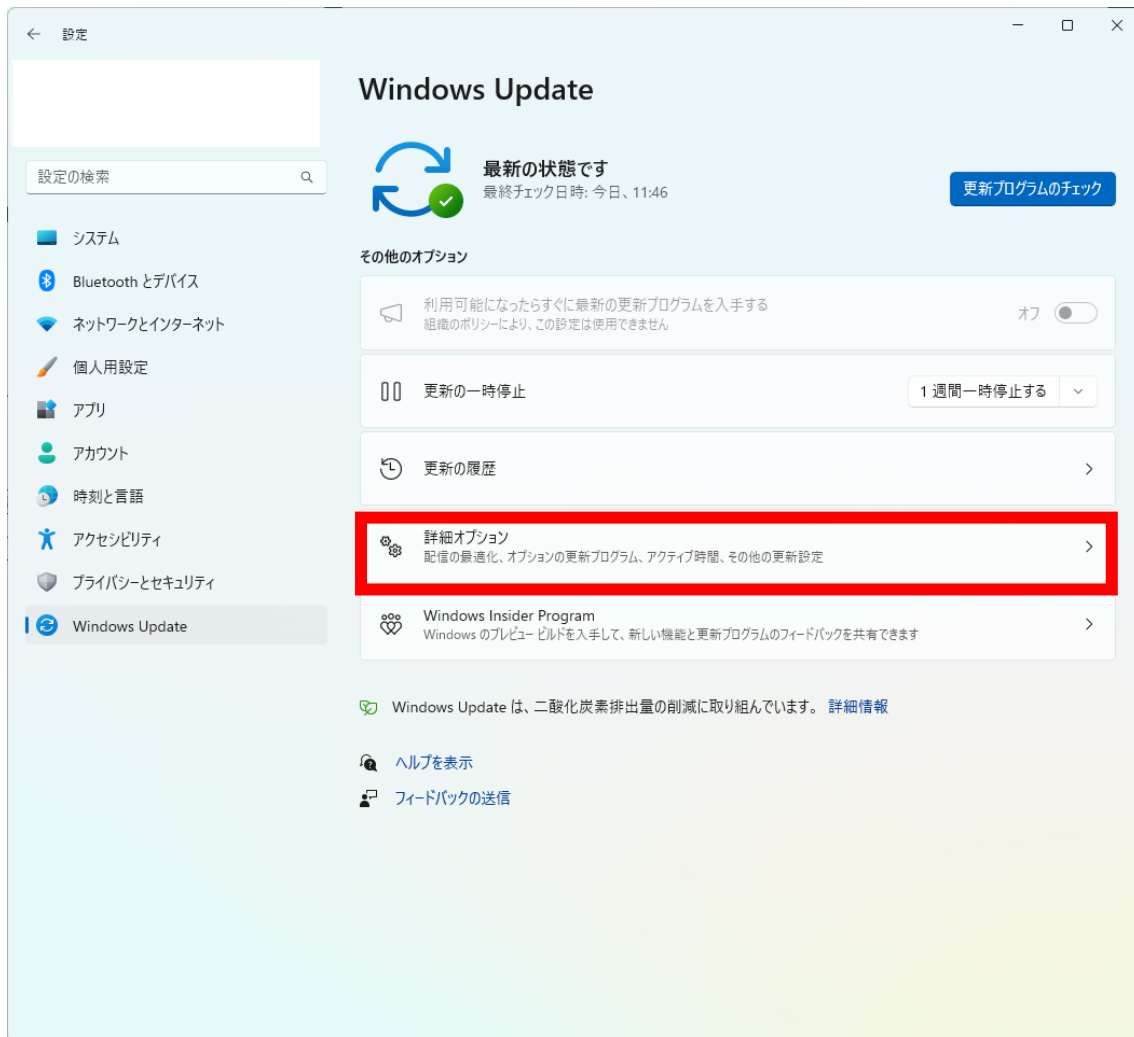 設定
Windows Update
最新の状態です
最終チェック日時: 今日、11:46
更新プログラムのチェック
設定の検索
システム
Bluetooth とデバイス
ネットワークとインターネット
個人用設定
アプリ
アカウント
時刻と言語
アクセシビリティ
プライバシーとセキュリティ
Windows Update
その他のオプション
利用可能になったらすぐに最新の更新プログラムを入手する
組織のポリシーにより、この設定は使用できません
オフ
更新の一時停止
1 週間一時停止する
更新の履歴
詳細オプション
配信の最適化、オプションの更新プログラム、アクティブ時間、その他の更新設定
Windows Insider Program
Windows のプレビュー ビルドを入手して、新しい機能と更新プログラムのフィードバックを共有できます
Windows Update は、二酸化炭素排出量の削減に取り組んでいます。 詳細情報
ヘルプを表示
フィードバックの送信